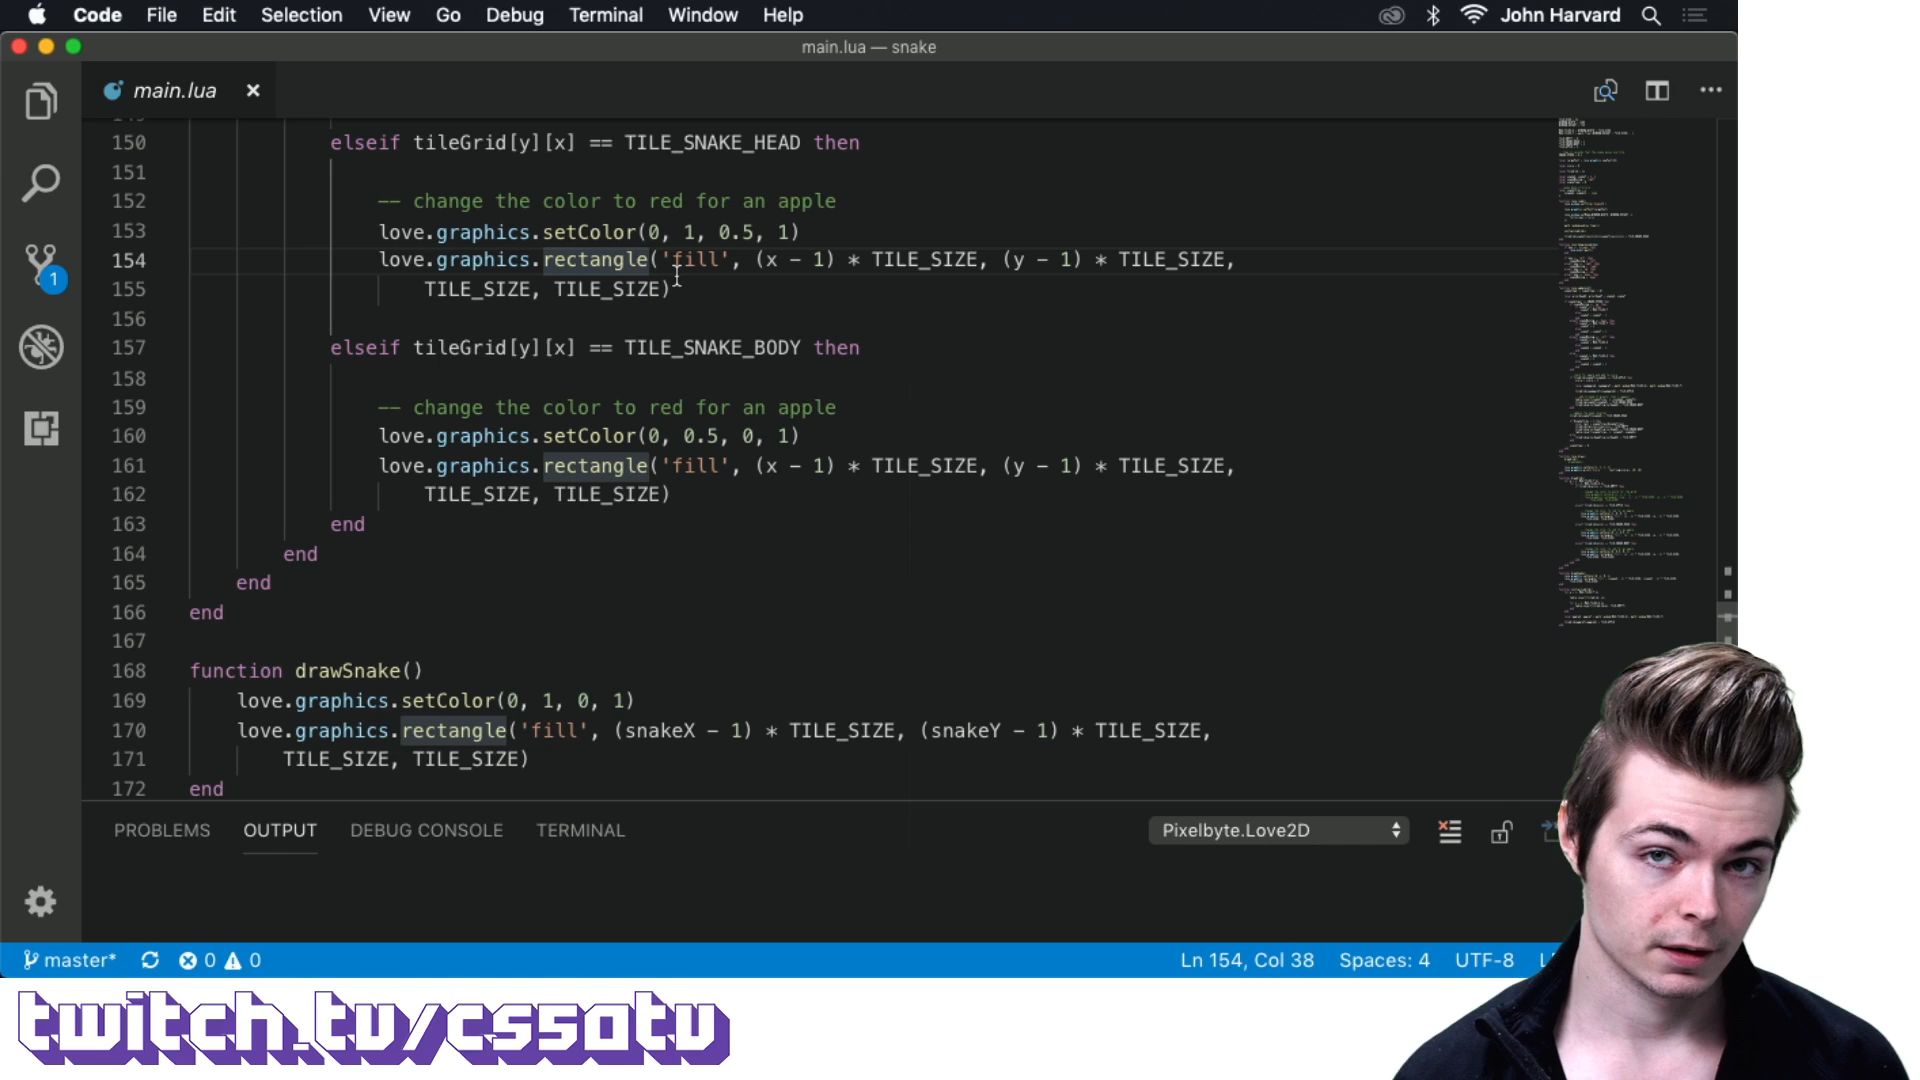 Code File Edit Selection View Go Debug Terminal Window Help John Harvard
main.lua — snake
main.lua
150 elseif tileGrid[y][x] == TILE_SNAKE_HEAD then
151
152 -- change the color to red for an apple
153 love.graphics.setColor(0, 1, 0.5, 1)
154 love.graphics.rectangle('fill', (x - 1) * TILE_SIZE, (y - 1) * TILE_SIZE,
155 TILE_SIZE, TILE_SIZE)
156
157 elseif tileGrid[y][x] == TILE_SNAKE_BODY then
158
159 -- change the color to red for an apple
160 love.graphics.setColor(0, 0.5, 0, 1)
161 love.graphics.rectangle('fill', (x - 1) * TILE_SIZE, (y - 1) * TILE_SIZE,
162 TILE_SIZE, TILE_SIZE)
163 end
164 end
165 end
166 end
167
168 function drawSnake()
169 love.graphics.setColor(0, 1, 0, 1)
170 love.graphics.rectangle('fill', (snakeX - 1) * TILE_SIZE, (snakeY - 1) * TILE_SIZE,
171 TILE_SIZE, TILE_SIZE)
172 end
PROBLEMS OUTPUT DEBUG CONSOLE TERMINAL Pixelbyte.Love2D
1
master* 0 0 Ln 154, Col 38 Spaces: 4 UTF-8
twitch.tv/cs50tv